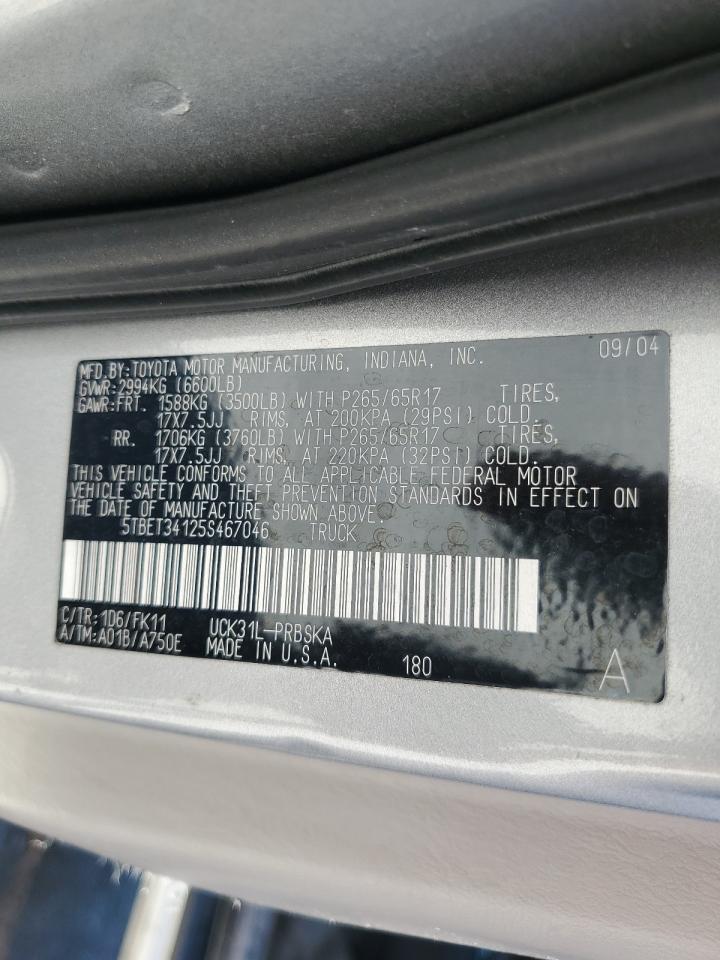 MFD. BY: TOYOTA MOTOR MANUFACTURING, INDIANA, INC. 09/04
GVWR: 2994KG (6600LB)
GAWR: FRT. 1588KG (3500LB) WITH P265/65R17 TIRES,
17X7.5JJ RIMS, AT 200KPA (29PSI) COLD.
RR. 1706KG (3760LB) WITH P265/65R17 TIRES,
17X7.5JJ RIMS, AT 220KPA (32PSI) COLD.
THIS VEHICLE CONFORMS TO ALL APPLICABLE FEDERAL MOTOR
VEHICLE SAFETY AND THEFT PREVENTION STANDARDS IN EFFECT ON
THE DATE OF MANUFACTURE SHOWN ABOVE.
5TBET34125S467046 TRUCK
C/TR: 1D6/FK11 UCK31L-PRBSKA
A/TM: A01B/A750E MADE IN U.S.A. 180 A